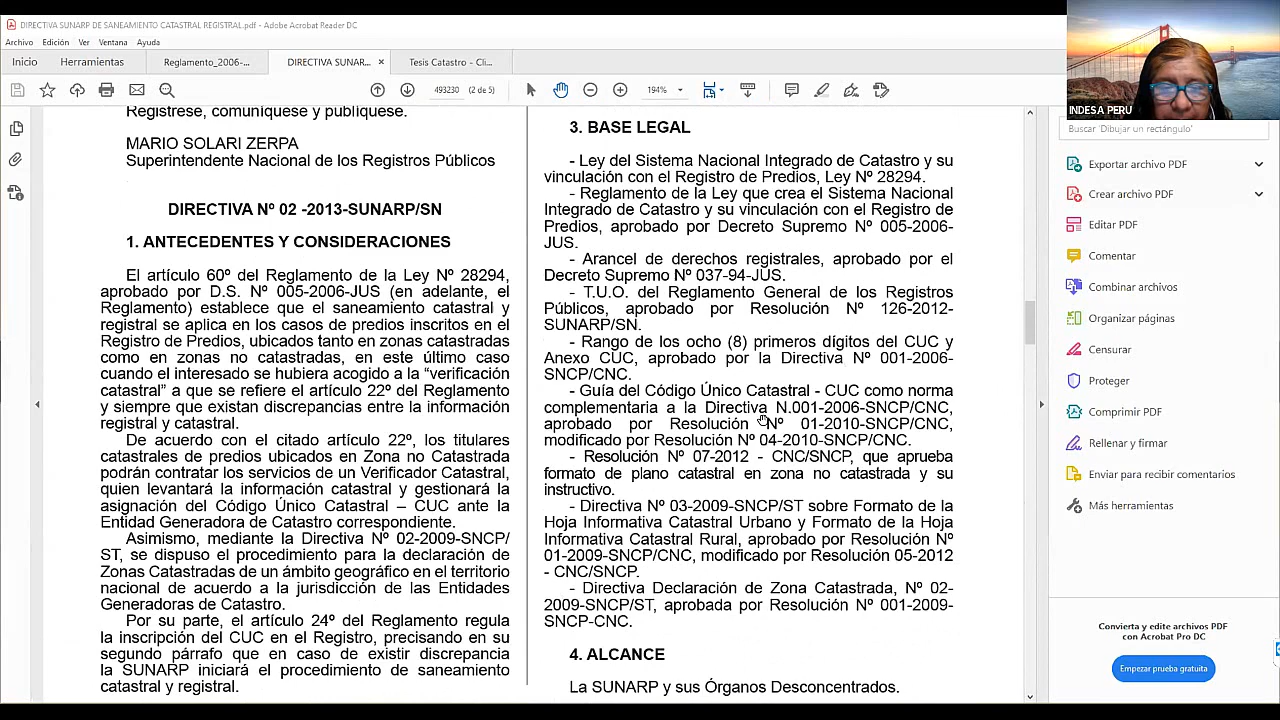 DIRECTIVA SUNARP DE SANEAMIENTO CATASTRAL REGISTRAL.pdf - Adobe Acrobat Reader DC
Archivo Edición Ver Ventana Ayuda
Inicio Herramientas Reglamento_2006-... DIRECTIVA SUNAR... × Tesis Catastro - Cli...
493230 (2 de 5) 194%
INDESA PERU
Buscar 'Dibujar un rectángulo'
Exportar archivo PDF
Crear archivo PDF
Editar PDF
Comentar
Combinar archivos
Organizar páginas
Censurar
Proteger
Comprimir PDF
Rellenar y firmar
Enviar para recibir comentarios
Más herramientas
Convierta y edite archivos PDF
con Acrobat Pro DC
Empezar prueba gratuita
Regístrese, comuníquese y publíquese.
MARIO SOLARI ZERPA
Superintendente Nacional de los Registros Públicos
DIRECTIVA Nº 02 -2013-SUNARP/SN
1. ANTECEDENTES Y CONSIDERACIONES
El artículo 60º del Reglamento de la Ley Nº 28294,
aprobado por D.S. Nº 005-2006-JUS (en adelante, el
Reglamento) establece que el saneamiento catastral y
registral se aplica en los casos de predios inscritos en el
Registro de Predios, ubicados tanto en zonas catastradas
como en zonas no catastradas, en este último caso
cuando el interesado se hubiera acogido a la “verificación
catastral” a que se refiere el artículo 22º del Reglamento
y siempre que existan discrepancias entre la información
registral y catastral.
De acuerdo con el citado artículo 22º, los titulares
catastrales de predios ubicados en Zona no Catastrada
podrán contratar los servicios de un Verificador Catastral,
quien levantará la información catastral y gestionará la
asignación del Código Único Catastral – CUC ante la
Entidad Generadora de Catastro correspondiente.
Asimismo, mediante la Directiva Nº 02-2009-SNCP/
ST, se dispuso el procedimiento para la declaración de
Zonas Catastradas de un ámbito geográfico en el territorio
nacional de acuerdo a la jurisdicción de las Entidades
Generadoras de Catastro.
Por su parte, el artículo 24º del Reglamento regula
la inscripción del CUC en el Registro, precisando en su
segundo párrafo que en caso de existir discrepancia
la SUNARP iniciará el procedimiento de saneamiento
catastral y registral.
3. BASE LEGAL
- Ley del Sistema Nacional Integrado de Catastro y su
vinculación con el Registro de Predios, Ley Nº 28294.
- Reglamento de la Ley que crea el Sistema Nacional
Integrado de Catastro y su vinculación con el Registro de
Predios, aprobado por Decreto Supremo Nº 005-2006-
JUS.
- Arancel de derechos registrales, aprobado por el
Decreto Supremo Nº 037-94-JUS.
- T.U.O. del Reglamento General de los Registros
Públicos, aprobado por Resolución Nº 126-2012-
SUNARP/SN.
- Rango de los ocho (8) primeros dígitos del CUC y
Anexo CUC, aprobado por la Directiva Nº 001-2006-
SNCP/CNC.
- Guía del Código Único Catastral - CUC como norma
complementaria a la Directiva N.001-2006-SNCP/CNC,
aprobado por Resolución Nº 01-2010-SNCP/CNC,
modificado por Resolución Nº 04-2010-SNCP/CNC.
- Resolución Nº 07-2012 - CNC/SNCP, que aprueba
formato de plano catastral en zona no catastrada y su
instructivo.
- Directiva Nº 03-2009-SNCP/ST sobre Formato de la
Hoja Informativa Catastral Urbano y Formato de la Hoja
Informativa Catastral Rural, aprobado por Resolución Nº
01-2009-SNCP/CNC, modificado por Resolución 05-2012
- CNC/SNCP.
- Directiva Declaración de Zona Catastrada, Nº 02-
2009-SNCP/ST, aprobada por Resolución Nº 001-2009-
SNCP-CNC.
4. ALCANCE
La SUNARP y sus Órganos Desconcentrados.